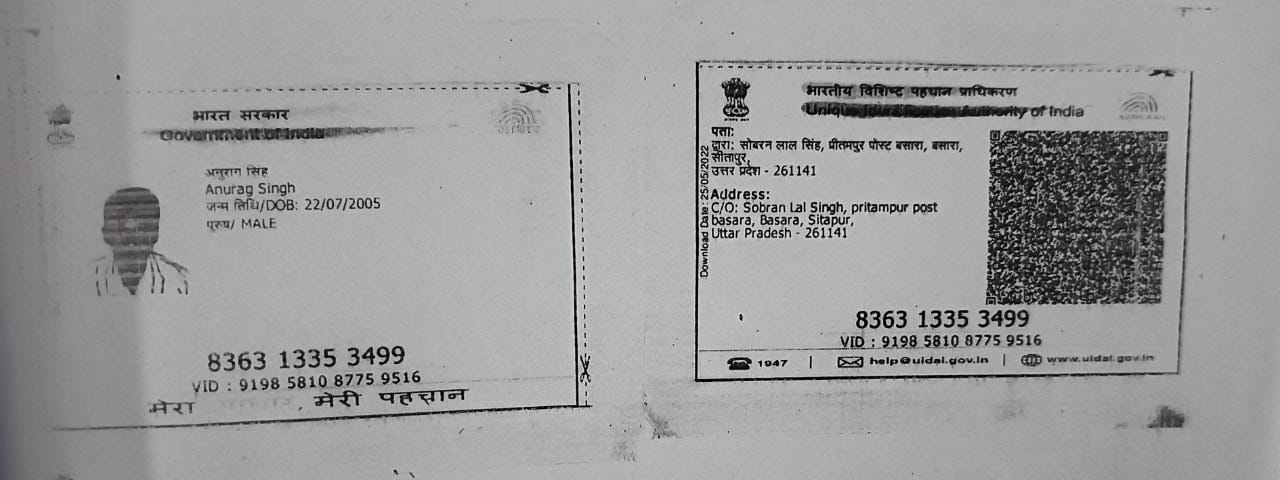 भारत सरकार
Government of India
अनुराग सिंह
Anurag Singh
जन्म तिथि/DOB: 22/07/2005
पुरुष/ MALE
8363 1335 3499
VID : 9198 5810 8775 9516
मेरा , मेरी पहचान
भारतीय विशिष्ट पहचान प्राधिकरण
Authority of India
Download Date: 25/05/2022
पता:
द्वारा: सोबरन लाल सिंह, प्रीतमपुर पोस्ट बसारा, बसारा,
सीतापुर,
उत्तर प्रदेश - 261141
Address:
C/O: Sobran Lal Singh, pritampur post
basara, Basara, Sitapur,
Uttar Pradesh - 261141
8363 1335 3499
VID : 9198 5810 8775 9516
1947 | help@uidai.gov.in | www.uidai.gov.in